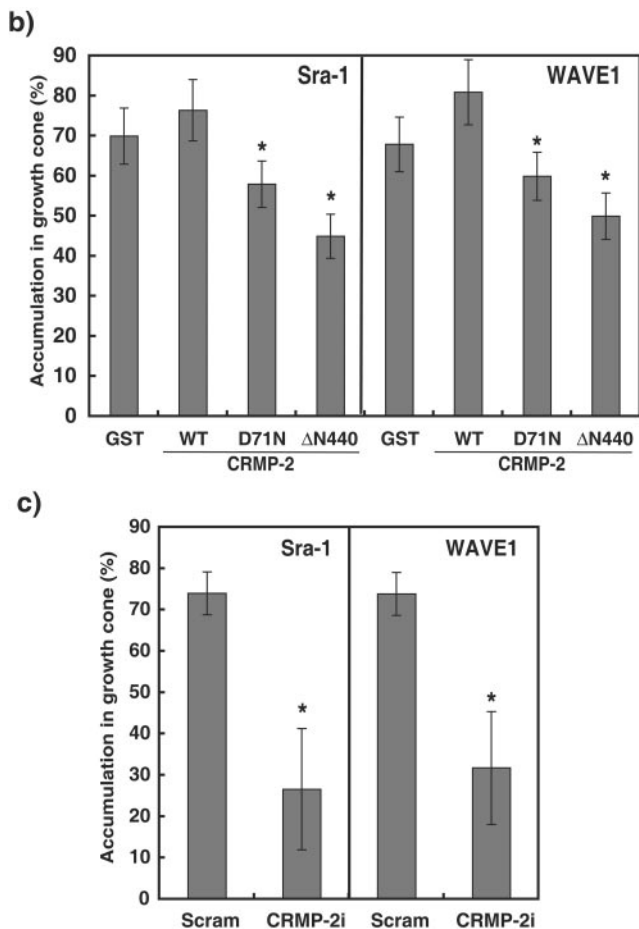 b)
Accumulation in growth cone (%)
90
80
70
60
50
40
30
20
10
0
Sra-1
WAVE1
* * * *
GST WT D71N ΔN440 GST WT D71N ΔN440
CRMP-2 CRMP-2
c)
Accumulation in growth cone (%)
90
80
70
60
50
40
30
20
10
0
Sra-1
WAVE1
* *
Scram CRMP-2i Scram CRMP-2i